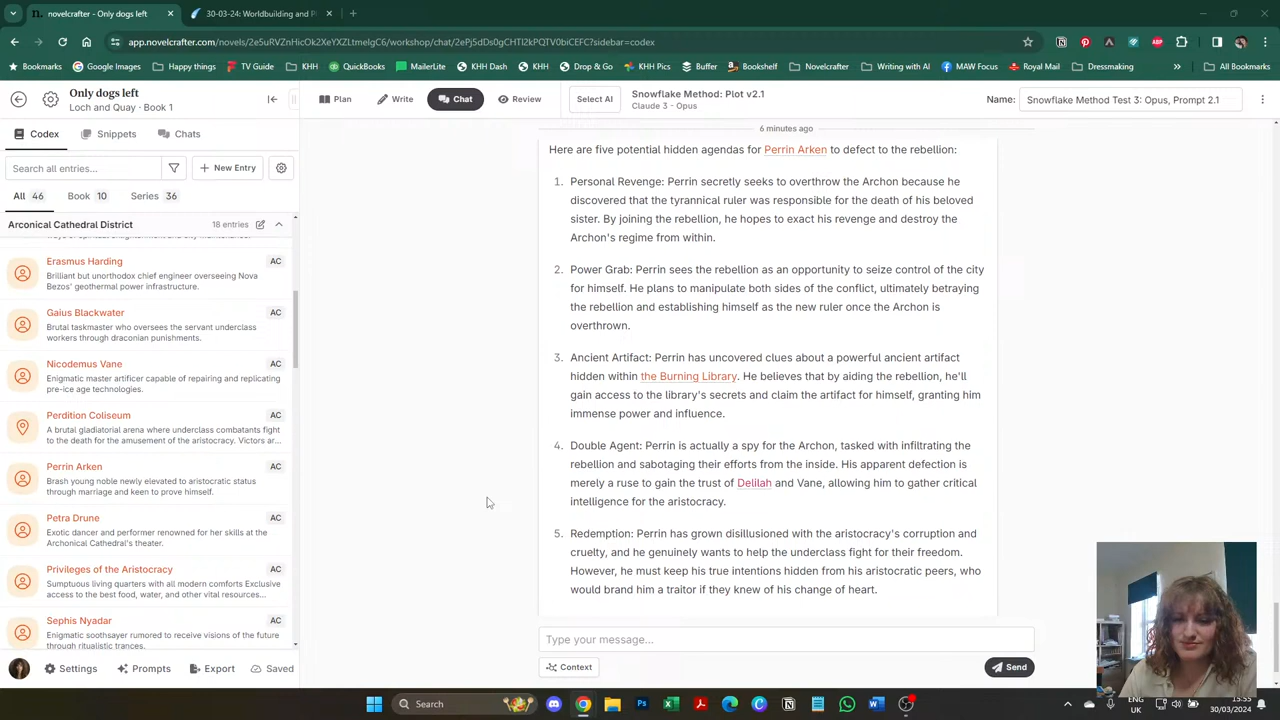 novelcrafter - Only dogs left
30-03-24: Worldbuilding and P
app.novelcrafter.com/novels/2e5uRVZnHicOk2XeYXZLtmelgC6/workshop/chat/2ePj5dDs0gCHTl2kPQTV0biCEFC?sidebar=codex
Bookmarks
Google Images
Happy things
TV Guide
KHH
QuickBooks
MailerLite
KHH Dash
Drop & Go
KHH Pics
Buffer
Bookshelf
Novelcrafter
Writing with AI
MAW Focus
Royal Mail
Dreamhost
Pinterest
All Bookmarks
Only dogs left
Loch and Quay · Book 1
Plan
Write
Chat
Review
Select AI
Snowflake Method: Plot v2.1
Claude 3 - Opus
Name:
Snowflake Method Test 3: Opus, Prompt 2.1
Codex
Snippets
Chats
Search all entries...
+ New Entry
All 46
Book 10
Series 36
Arconical Cathedral District
18 entries
Erasmus Harding
AC
Brilliant but unorthodox chief engineer overseeing Nova
Bezos' geothermal power infrastructure.
Gaius Blackwater
AC
Brutal taskmaster who oversees the servant underclass
workers through draconian punishments.
Nicodemus Vane
AC
Enigmatic master artificer capable of repairing and replicating
pre-ice age technologies.
Perdition Coliseum
AC
A brutal gladiatorial arena where underclass combatants fight
to the death for the amusement of the aristocracy. Victors ar...
Perrin Arken
AC
Brash young noble newly elevated to aristocratic status
through marriage and keen to prove himself.
Petra Drune
AC
Exotic dancer and performer renowned for her skills at the
Archonical Cathedral's theater.
Privileges of the Aristocracy
AC
Sumptuous living quarters with all modern comforts Exclusive
access to the best food, water, and other vital resources...
Sephis Nyadar
AC
Enigmatic soothsayer rumored to receive visions of the future
through ritualistic trances.
Settings
Prompts
Export
Saved
6 minutes ago
Here are five potential hidden agendas for Perrin Arken to defect to the rebellion:
1. Personal Revenge: Perrin secretly seeks to overthrow the Archon because he
discovered that the tyrannical ruler was responsible for the death of his beloved
sister. By joining the rebellion, he hopes to exact his revenge and destroy the
Archon's regime from within.
2. Power Grab: Perrin sees the rebellion as an opportunity to seize control of the city
for himself. He plans to manipulate both sides of the conflict, ultimately betraying
the rebellion and establishing himself as the new ruler once the Archon is
overthrown.
3. Ancient Artifact: Perrin has uncovered clues about a powerful ancient artifact
hidden within the Burning Library. He believes that by aiding the rebellion, he'll
gain access to the library's secrets and claim the artifact for himself, granting him
immense power and influence.
4. Double Agent: Perrin is actually a spy for the Archon, tasked with infiltrating the
rebellion and sabotaging their efforts from the inside. His apparent defection is
merely a ruse to gain the trust of Delilah and Vane, allowing him to gather critical
intelligence for the aristocracy.
5. Redemption: Perrin has grown disillusioned with the aristocracy's corruption and
cruelty, and he genuinely wants to help the underclass fight for their freedom.
However, he must keep his true intentions hidden from his aristocratic peers, who
would brand him a traitor if they knew of his change of heart.
Type your message...
Context
Send
Search
ENG
UK
15:55
30/03/2024